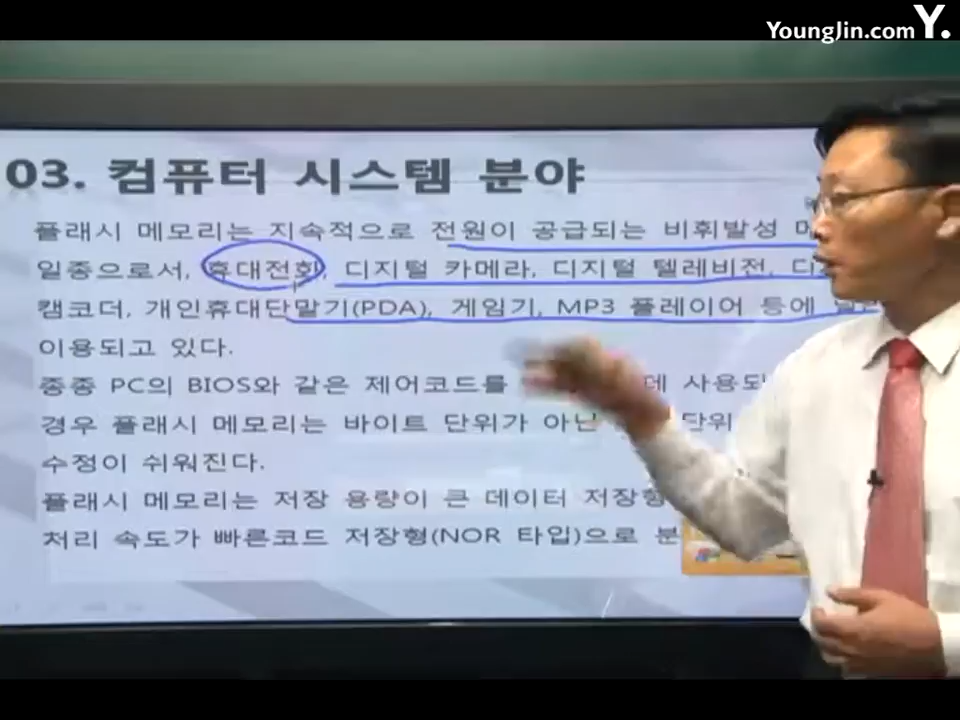 YoungJin.com Y.
03. 컴퓨터 시스템 분야
플래시 메모리는 지속적으로 전원이 공급되는 비휘발성
일종으로서, 휴대전화, 디지털 카메라, 디지털 텔레비전,
캠코더, 개인휴대단말기(PDA), 게임기, MP3 플레이어 등에
이용되고 있다.
종종 PC의 BIOS와 같은 제어코드를 데 사용되
경우 플래시 메모리는 바이트 단위가 아닌 단위
수정이 쉬워진다.
플래시 메모리는 저장 용량이 큰 데이터 저장형
처리 속도가 빠른코드 저장형(NOR 타입)으로 분